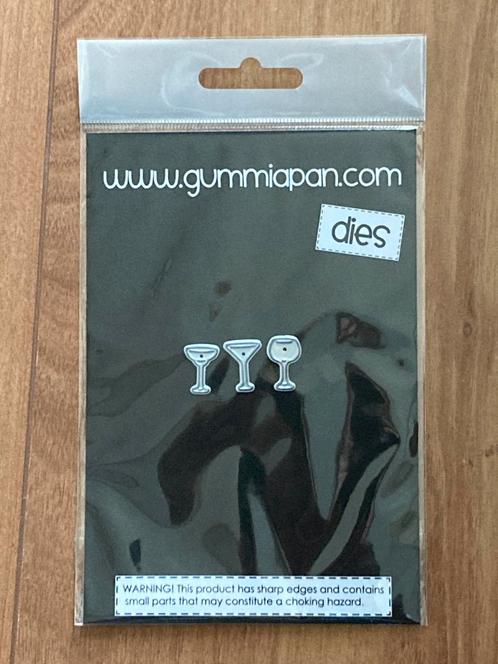 www.gummiapan.com
dies
WARNING! This product has sharp edges and contains
small parts that may constitute a choking hazard.